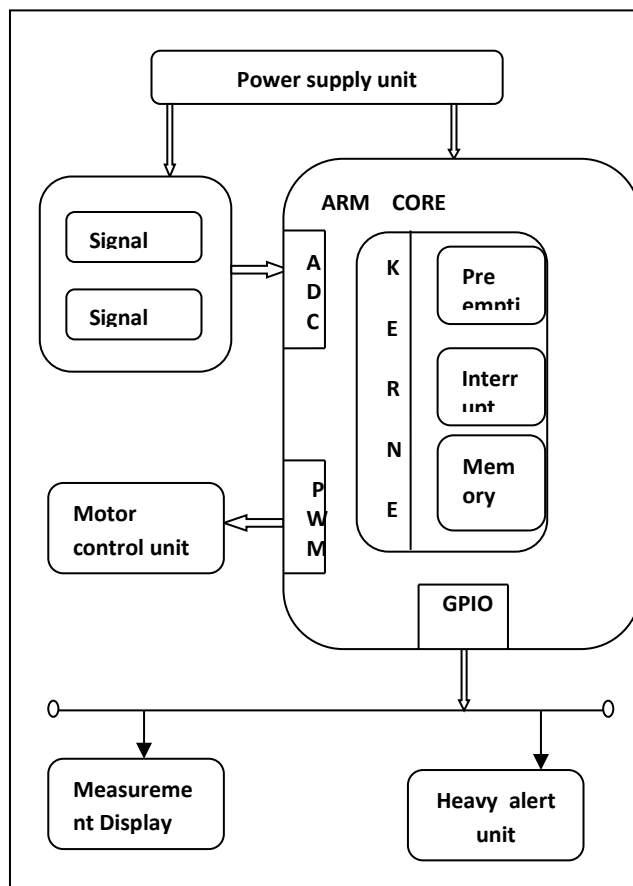 Power supply unit
ARM CORE
Signal
Signal
A
D
C
K
E
R
N
E
Pre
empti
Interr
upt
Mem
ory
P
W
M
Motor
control unit
GPIO
Measureme
nt Display
Heavy alert
unit